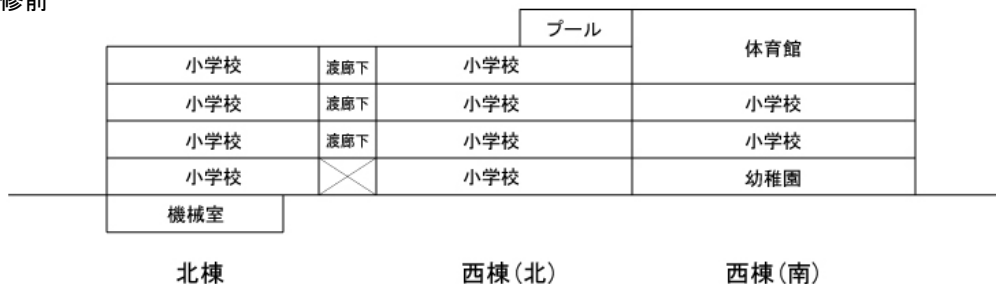 修前
プール
体育館
小学校 渡廊下 小学校
小学校 渡廊下 小学校 小学校
小学校 渡廊下 小学校 小学校
小学校 小学校 幼稚園
機械室
北棟 西棟(北) 西棟(南)